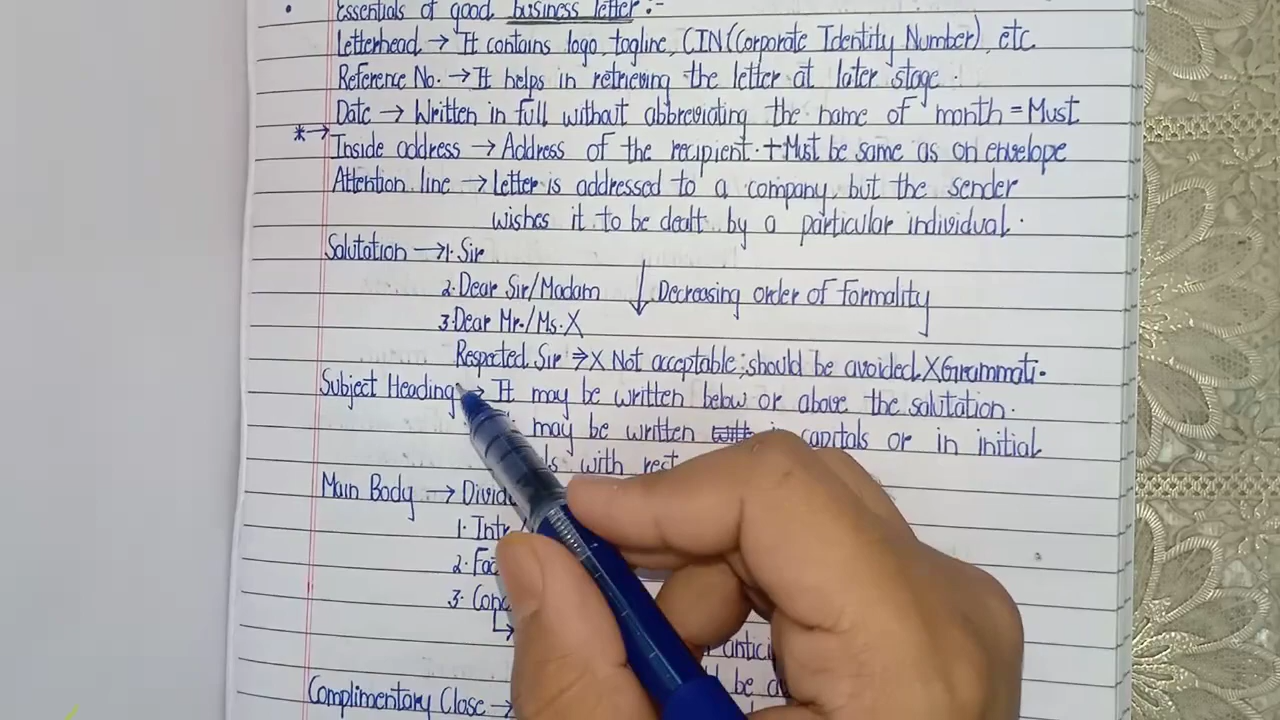 • Essentials of good business letter:-
Letterhead → It contains logo, tagline, CIN (Corporate Identity Number), etc
Reference No. → It helps in retrieving the letter at later stage.
Date → Written in full without abbreviating the name of month = Must
*→ Inside address → Address of the recipient. + Must be same as on envelope
Attention line → Letter is addressed to a company, but the sender
wishes it to be dealt by a particular individual.
Salutation → 1. Sir
2. Dear Sir/Madam ↓ Decreasing order of formality
3. Dear Mr./Ms. X
Respected Sir → X Not acceptable; should be avoided. X Grammati.
Subject Heading → It may be written below or above the salutation.
may be written in capitals or in initial
with
Main Body →
1.
2.
3.
↳
be
Complimentary Close →